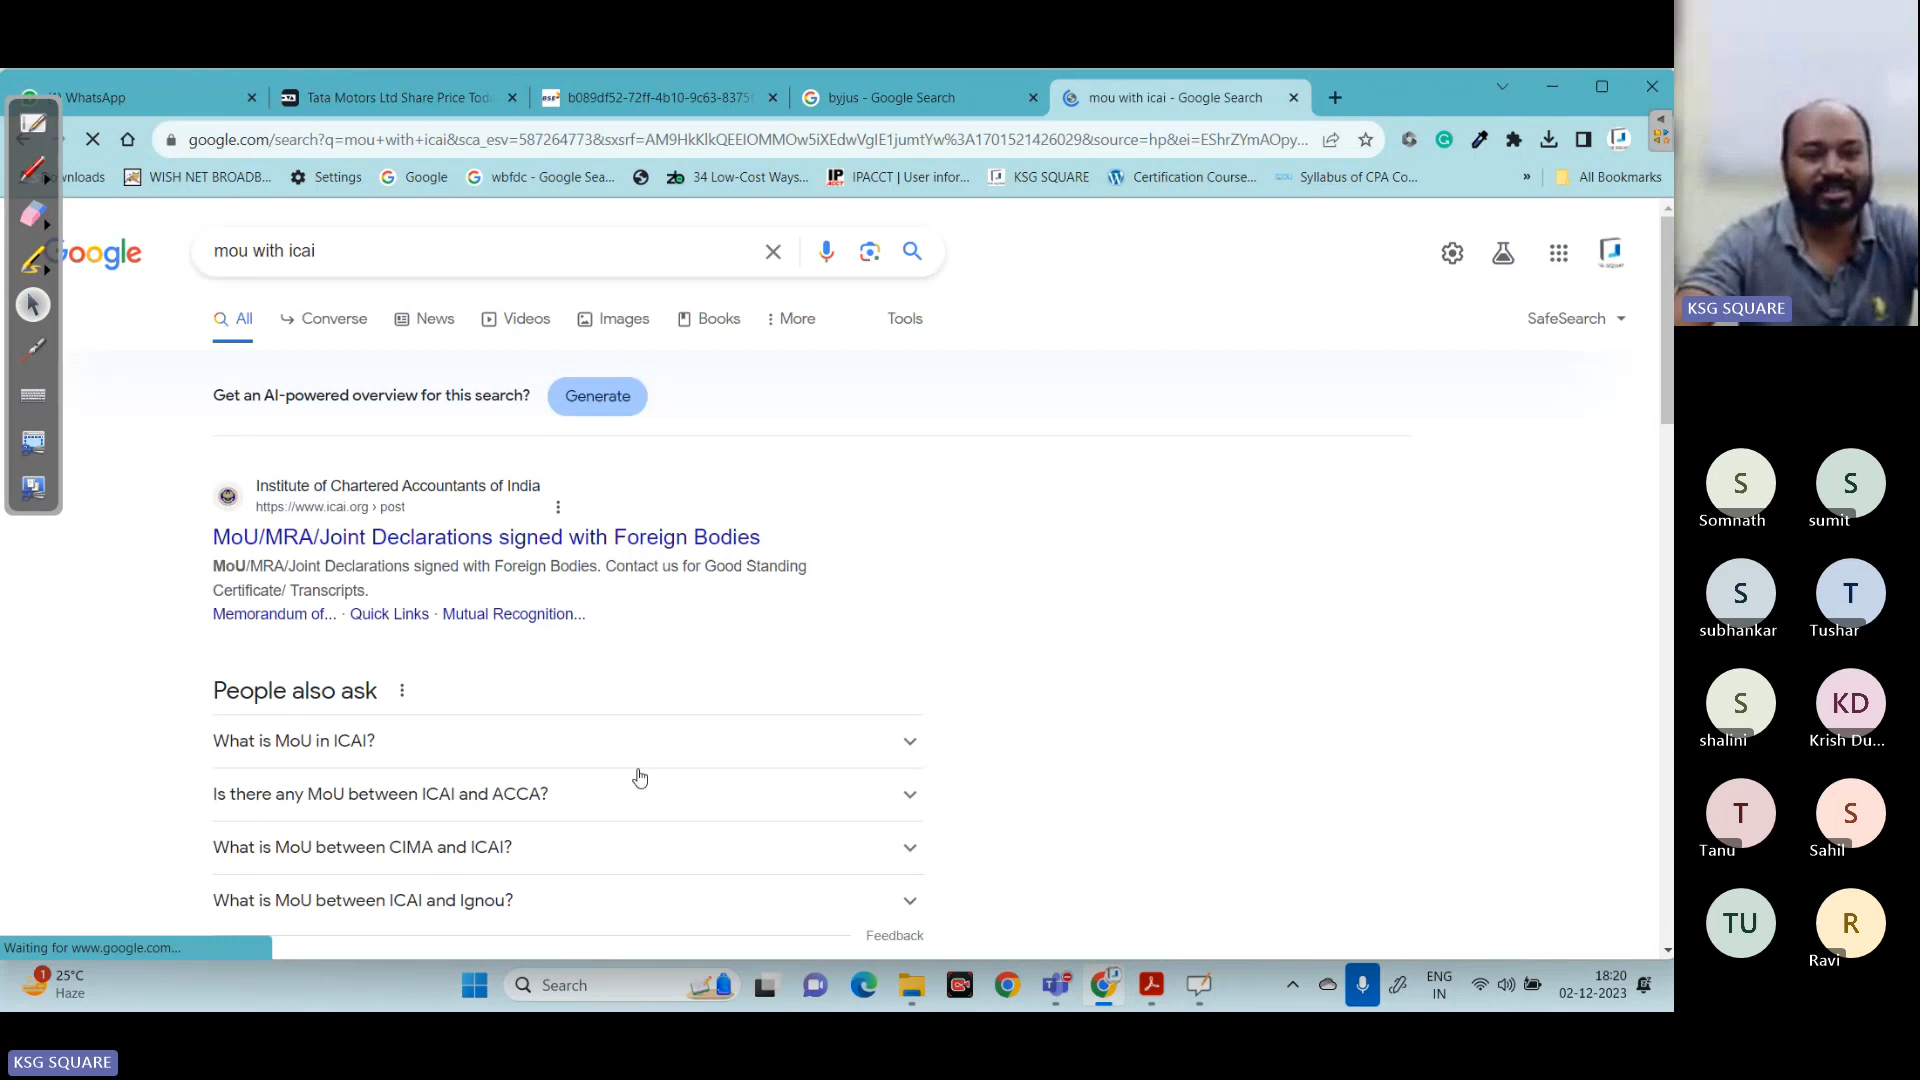 WhatsApp
Tata Motors Ltd Share Price Toda
BSE
b089df52-72ff-4b10-9c63-8375f
byjus - Google Search
mou with icai - Google Search
google.com/search?q=mou+with+icai&sca_esv=587264773&sxsrf=AM9HkKlkQEEIOMMOw5iXEdwVglE1jumtYw%3A1701521426029&source=hp&ei=EShrZYmAOpy...
wnloads
WISH NET BROADB...
Settings
Google
wbfdc - Google Sea...
34 Low-Cost Ways...
IPACCT | User infor...
KSG SQUARE
Certification Course...
Syllabus of CPA Co...
»
All Bookmarks
Google
mou with icai
All
Converse
News
Videos
Images
Books
More
Tools
SafeSearch
Get an AI-powered overview for this search?
Generate
Institute of Chartered Accountants of India
https://www.icai.org › post
MoU/MRA/Joint Declarations signed with Foreign Bodies
MoU/MRA/Joint Declarations signed with Foreign Bodies. Contact us for Good Standing
Certificate/ Transcripts.
Memorandum of... · Quick Links · Mutual Recognition...
People also ask
What is MoU in ICAI?
Is there any MoU between ICAI and ACCA?
What is MoU between CIMA and ICAI?
What is MoU between ICAI and Ignou?
Feedback
Waiting for www.google.com...
1
25°C
Haze
Search
ENG
IN
18:20
02-12-2023
KSG SQUARE
KSG SQUARE
S
Somnath
S
sumit
S
subhankar
T
Tushar
S
shalini
KD
Krish Du...
T
Tanu
S
Sahil
TU
R
Ravi